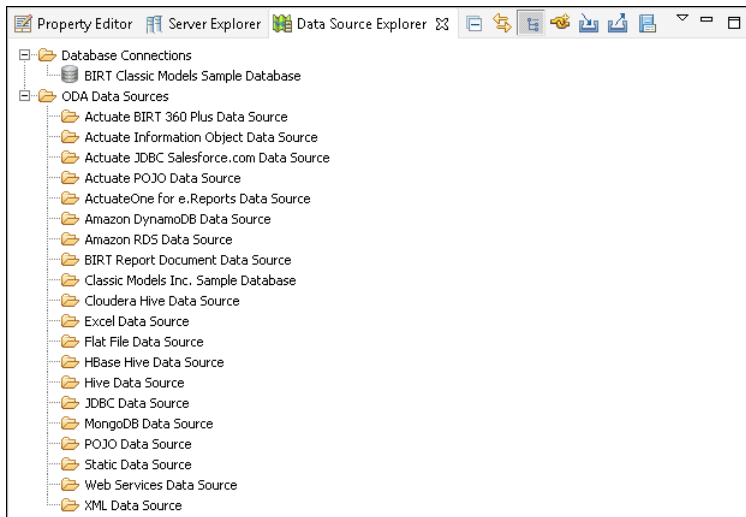 Property Editor Server Explorer Data Source Explorer
Database Connections
BIRT Classic Models Sample Database
ODA Data Sources
Actuate BIRT 360 Plus Data Source
Actuate Information Object Data Source
Actuate JDBC Salesforce.com Data Source
Actuate POJO Data Source
ActuateOne for e.Reports Data Source
Amazon DynamoDB Data Source
Amazon RDS Data Source
BIRT Report Document Data Source
Classic Models Inc. Sample Database
Cloudera Hive Data Source
Excel Data Source
Flat File Data Source
HBase Hive Data Source
Hive Data Source
JDBC Data Source
MongoDB Data Source
POJO Data Source
Static Data Source
Web Services Data Source
XML Data Source